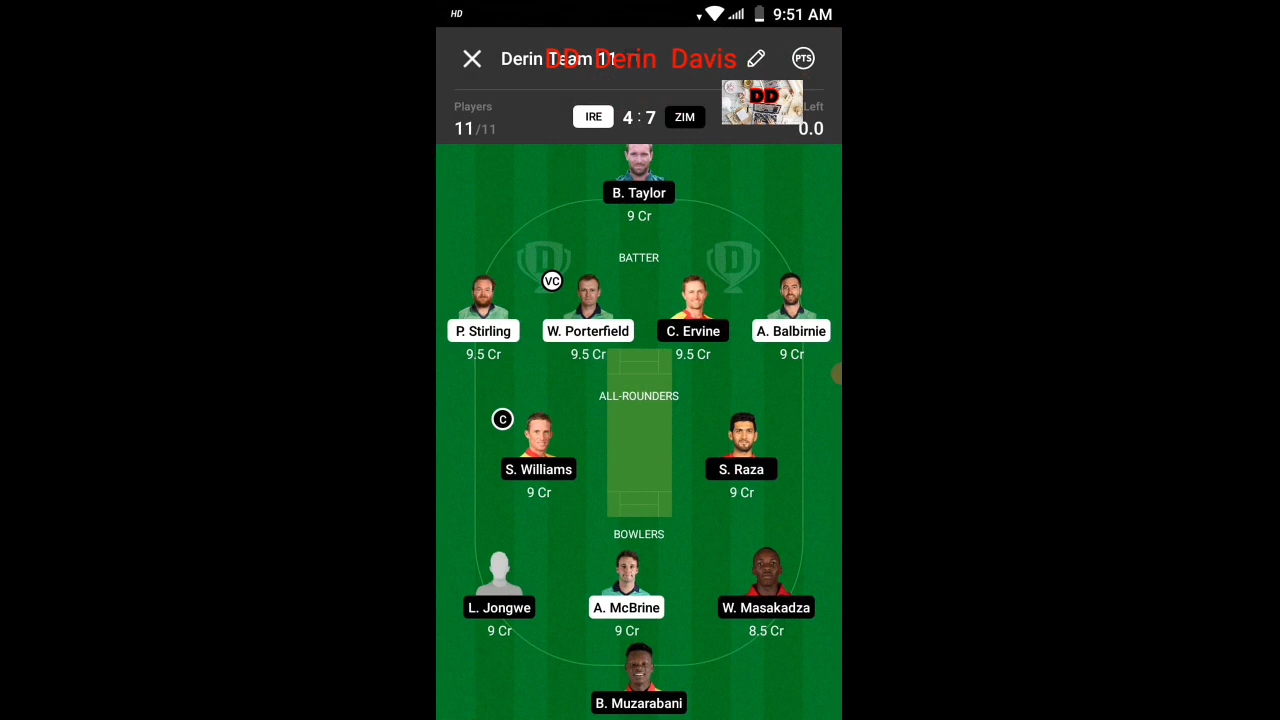 HD 9:51 AM
Derin Team 11 DD Derin Davis PTS
DD
Players Left
11/11 IRE 4 : 7 ZIM 0.0
B. Taylor
9 Cr
BATTER
VC
P. Stirling W. Porterfield C. Ervine A. Balbirnie
9.5 Cr 9.5 Cr 9.5 Cr 9 Cr
ALL-ROUNDERS
C
S. Williams S. Raza
9 Cr 9 Cr
BOWLERS
L. Jongwe A. McBrine W. Masakadza
9 Cr 9 Cr 8.5 Cr
B. Muzarabani